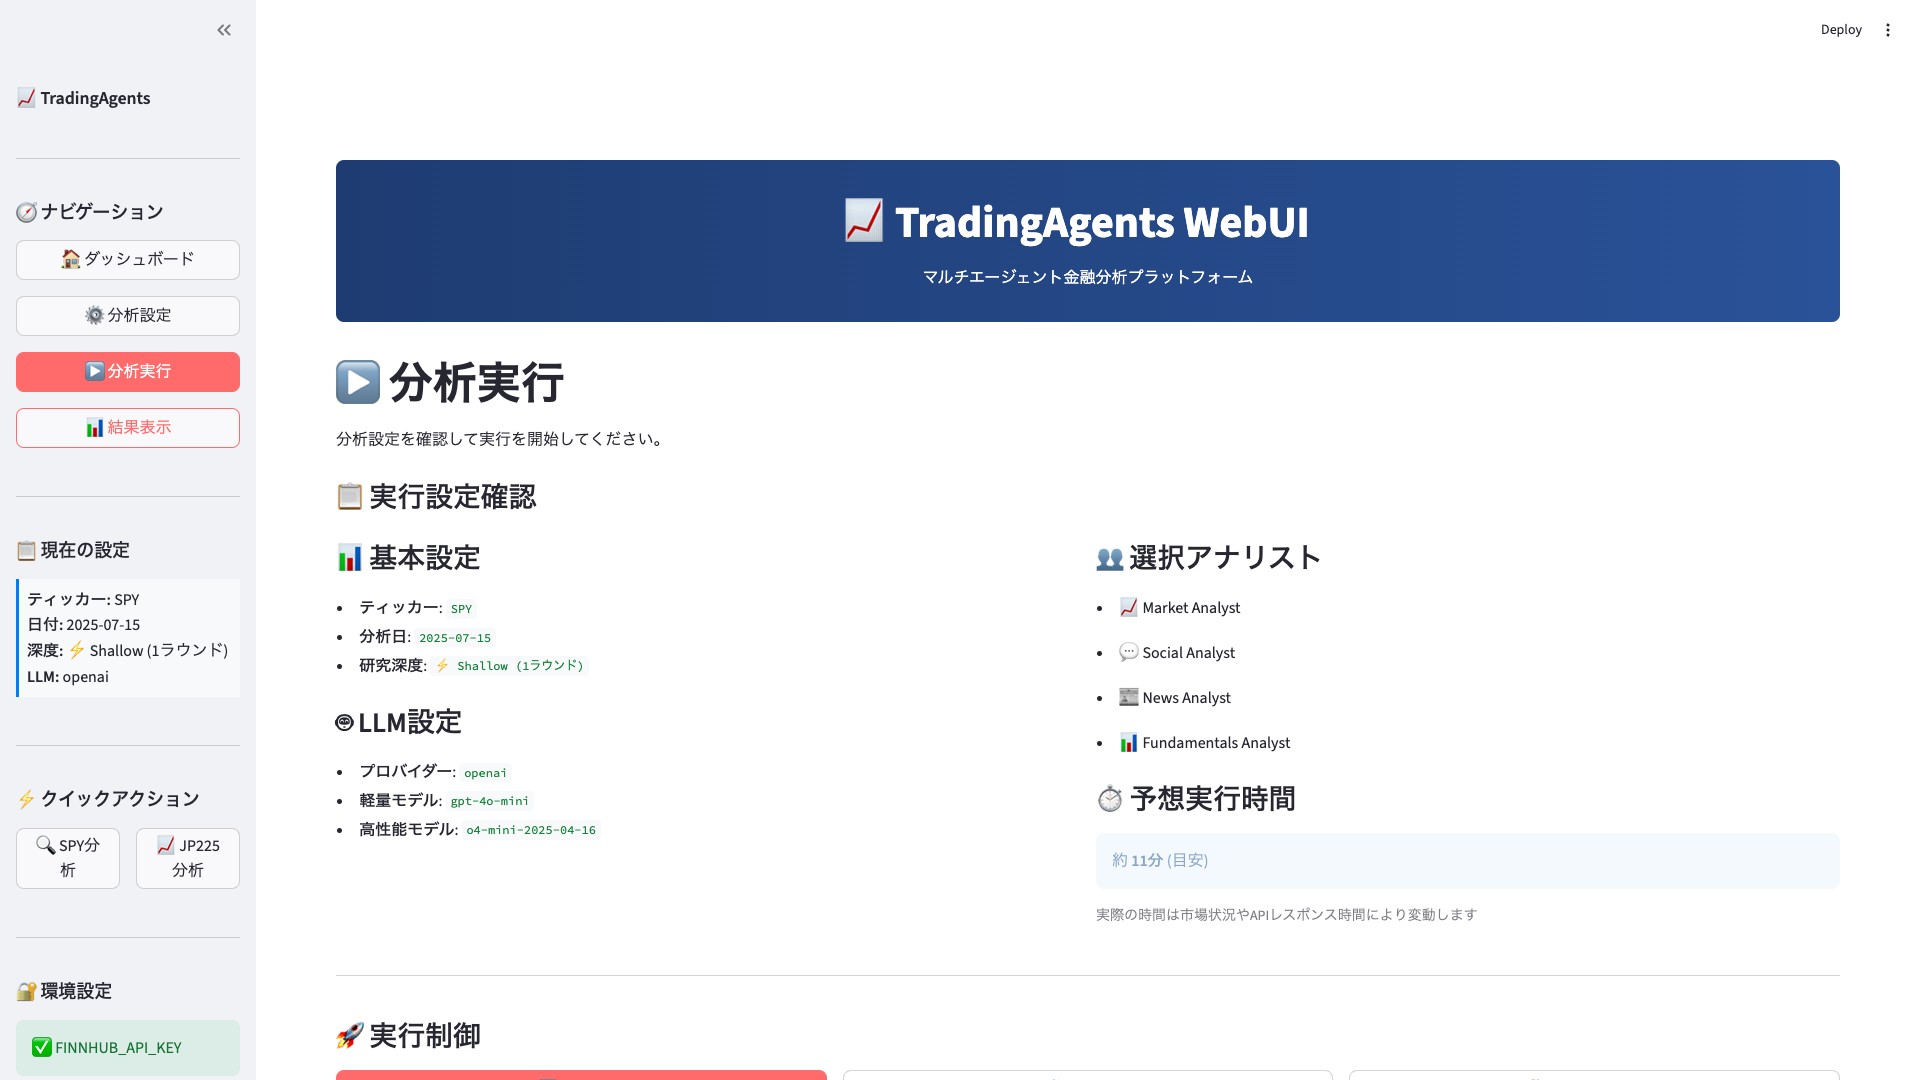 Deploy
📈 TradingAgents
🧭 ナビゲーション
🏠 ダッシュボード
⚙️ 分析設定
▶️ 分析実行
📊 結果表示
📋 現在の設定
ティッカー: SPY
日付: 2025-07-15
深度: ⚡ Shallow (1ラウンド)
LLM: openai
⚡ クイックアクション
🔍 SPY分
析
📈 JP225
分析
🔐 環境設定
✅ FINNHUB_API_KEY
📈 TradingAgents WebUI
マルチエージェント金融分析プラットフォーム
▶️ 分析実行
分析設定を確認して実行を開始してください。
📋 実行設定確認
📊 基本設定
• ティッカー: SPY
• 分析日: 2025-07-15
• 研究深度: ⚡ Shallow (1ラウンド)
🤖 LLM設定
• プロバイダー: openai
• 軽量モデル: gpt-4o-mini
• 高性能モデル: o4-mini-2025-04-16
👥 選択アナリスト
• 📈 Market Analyst
• 💬 Social Analyst
• 📰 News Analyst
• 📊 Fundamentals Analyst
⏱️ 予想実行時間
約 11分 (目安)
実際の時間は市場状況やAPIレスポンス時間により変動します
🚀 実行制御